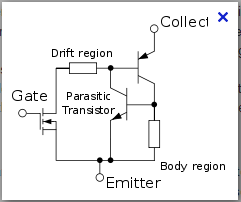 Collect
Drift region
Gate
Parasitic
Transistor
Body region
Emitter